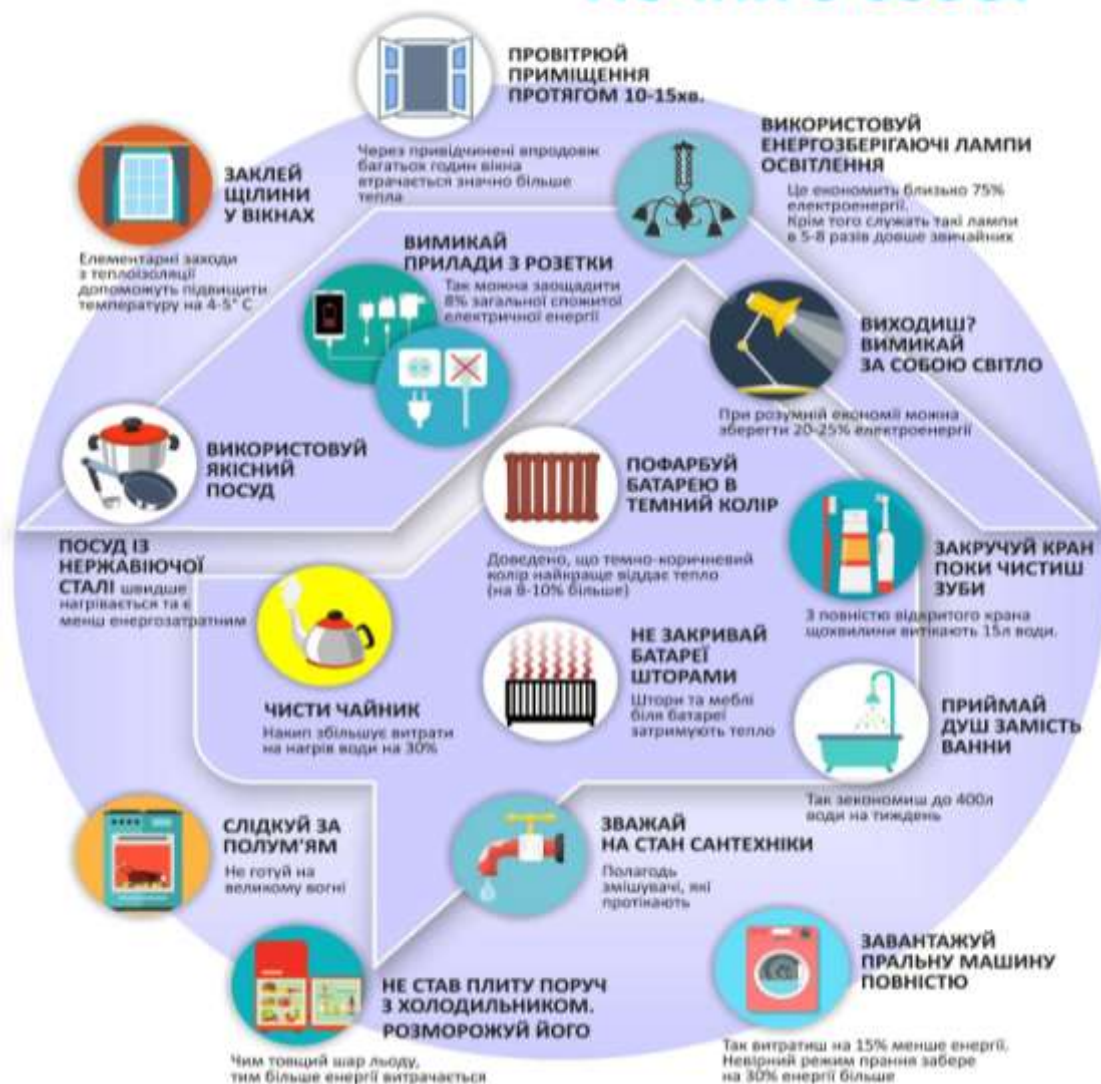 ПРОВІТРЮЙ
ПРИМІЩЕННЯ
ПРОТЯГОМ 10-15хв.
Через привідчинені впродовж
багатьох годин вікна
втрачається значно більше
тепла
ВИКОРИСТОВУЙ
ЕНЕРГОЗБЕРІГАЮЧІ ЛАМПИ
ОСВІТЛЕННЯ
Це економить близько 75%
електроенергії.
Крім того служать такі лампи
в 5-8 разів довше звичайних
ЗАКЛЕЙ
ЩІЛИНИ
У ВІКНАХ
Елементарні заходи
з теплоізоляції
допоможуть підвищити
температуру на 4-5° С
ВИМИКАЙ
ПРИЛАДИ З РОЗЕТКИ
Так можна заощадити
8% загальної спожитої
електричної енергії
ВИХОДИШ?
ВИМИКАЙ
ЗА СОБОЮ СВІТЛО
При розумній економії можна
зберегти 20-25% електроенергії
ВИКОРИСТОВУЙ
ЯКІСНИЙ
ПОСУД
ПОСУД ІЗ
НЕРЖАВІЮЧОЇ
СТАЛІ швидше
нагрівається та є
менш енергозатратним
ПОФАРБУЙ
БАТАРЕЮ В
ТЕМНИЙ КОЛІР
Доведено, що темно-коричневий
колір найкраще віддає тепло
(на 8-10% більше)
ЗАКРУЧУЙ КРАН
ПОКИ ЧИСТИШ
ЗУБИ
З повністю відкритого крана
щохвилини витікають 15л води.
ЧИСТИ ЧАЙНИК
Накип збільшує витрати
на нагрів води на 30%
НЕ ЗАКРИВАЙ
БАТАРЕЇ
ШТОРАМИ
Штори та меблі
біля батареї
затримують тепло
ПРИЙМАЙ
ДУШ ЗАМІСТЬ
ВАННИ
Так зекономиш до 400л
води на тиждень
СЛІДКУЙ ЗА
ПОЛУМ'ЯМ
Не готуй на
великому вогні
ЗВАЖАЙ
НА СТАН САНТЕХНІКИ
Полагодь
змішувачі, які
протікають
НЕ СТАВ ПЛИТУ ПОРУЧ
З ХОЛОДИЛЬНИКОМ.
РОЗМОРОЖУЙ ЙОГО
Чим товщий шар льоду,
тим більше енергії витрачається
ЗАВАНТАЖУЙ
ПРАЛЬНУ МАШИНУ
ПОВНІСТЮ
Так витратиш на 15% менше енергії.
Невірний режим прання забере
на 30% енергії більше